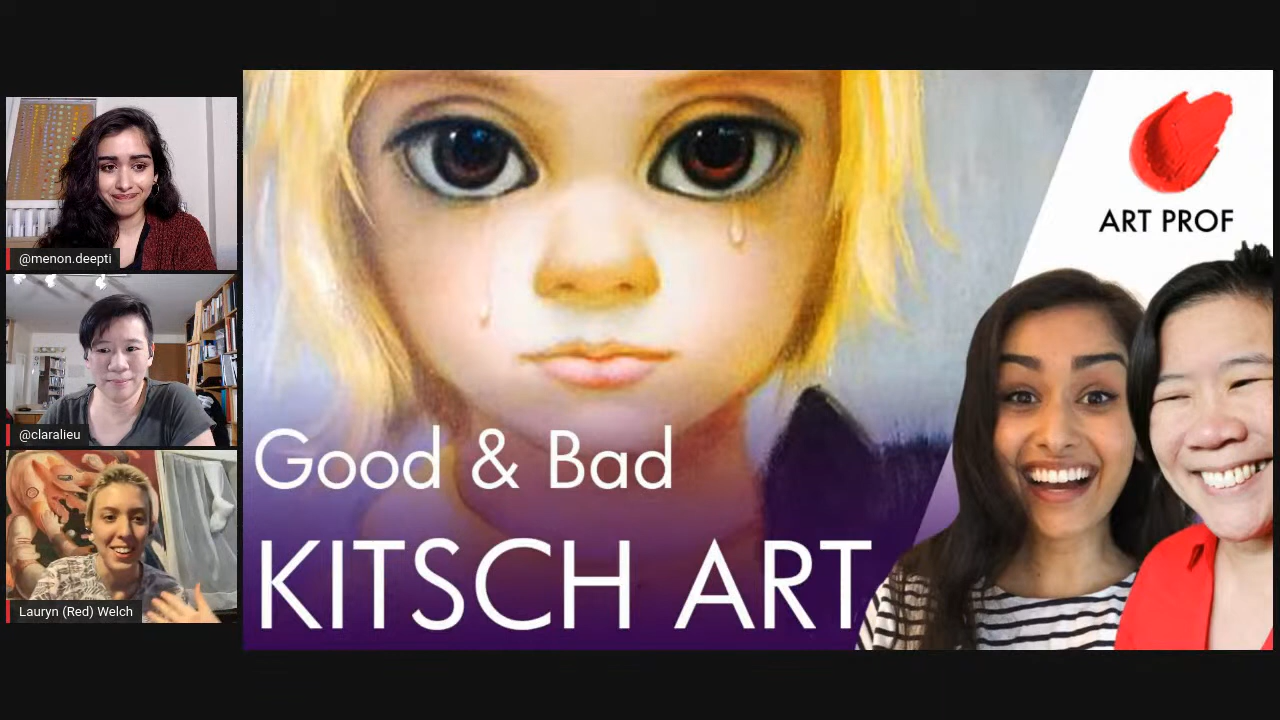 @menon.deepti
@claralieu
Lauryn (Red) Welch
Good & Bad
KITSCH ART
ART PROF